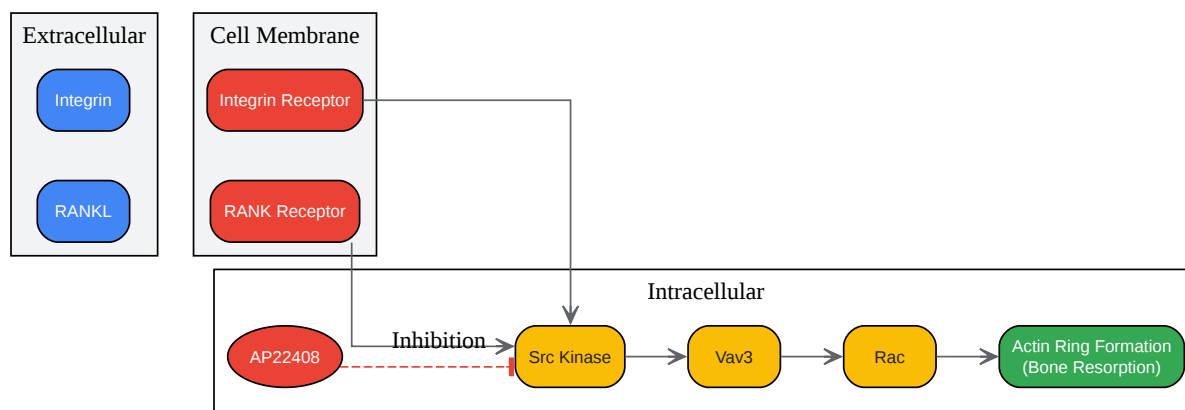 Extracellular
Cell Membrane
Integrin
Integrin Receptor
RANKL
RANK Receptor
Intracellular
Inhibition
AP22408
Src Kinase
Vav3
Rac
Actin Ring Formation
(Bone Resorption)